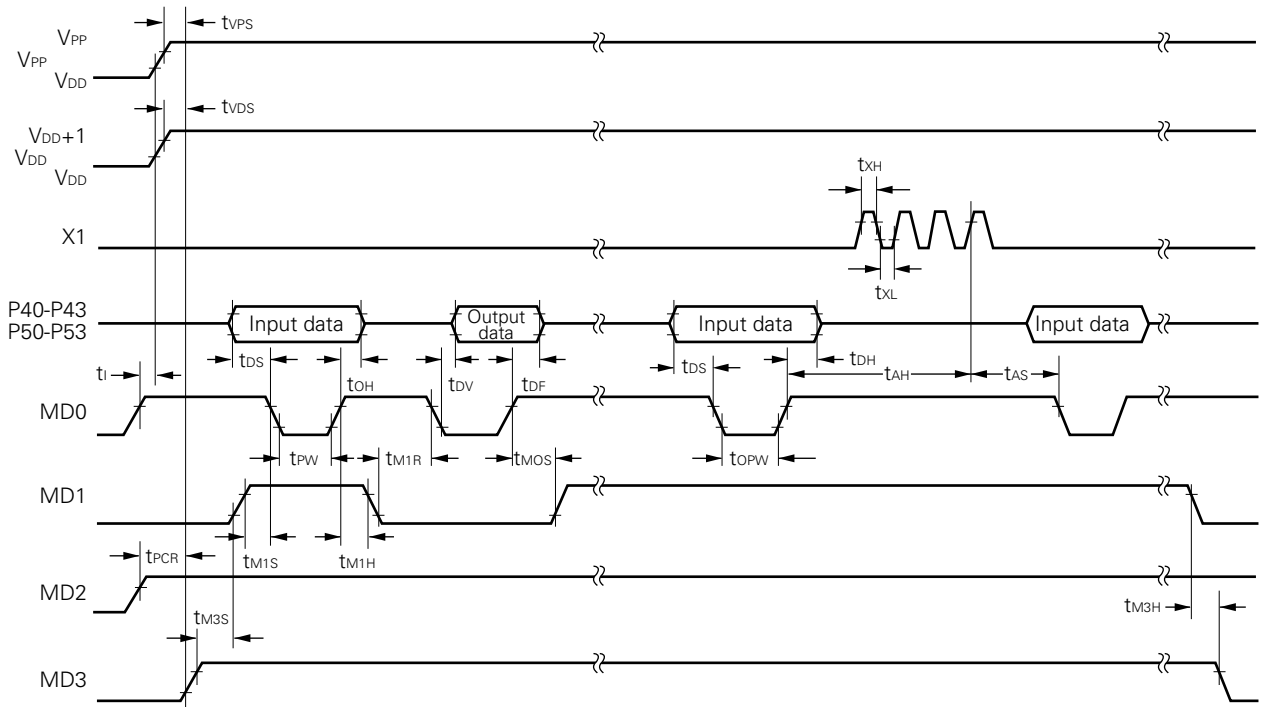 tVPS
VPP
VPP
VDD
tVDS
VDD+1
VDD
VDD
tXH
X1
tXL
P40-P43
P50-P53
Input data
Output
data
Input data
Input data
tDS
tOH
tDV
tDF
tDS
tDH
tAH
tAS
tI
MD0
tPW
tM1R
tMOS
tOPW
MD1
tM1S
tM1H
tPCR
MD2
tM3S
tM3H
MD3